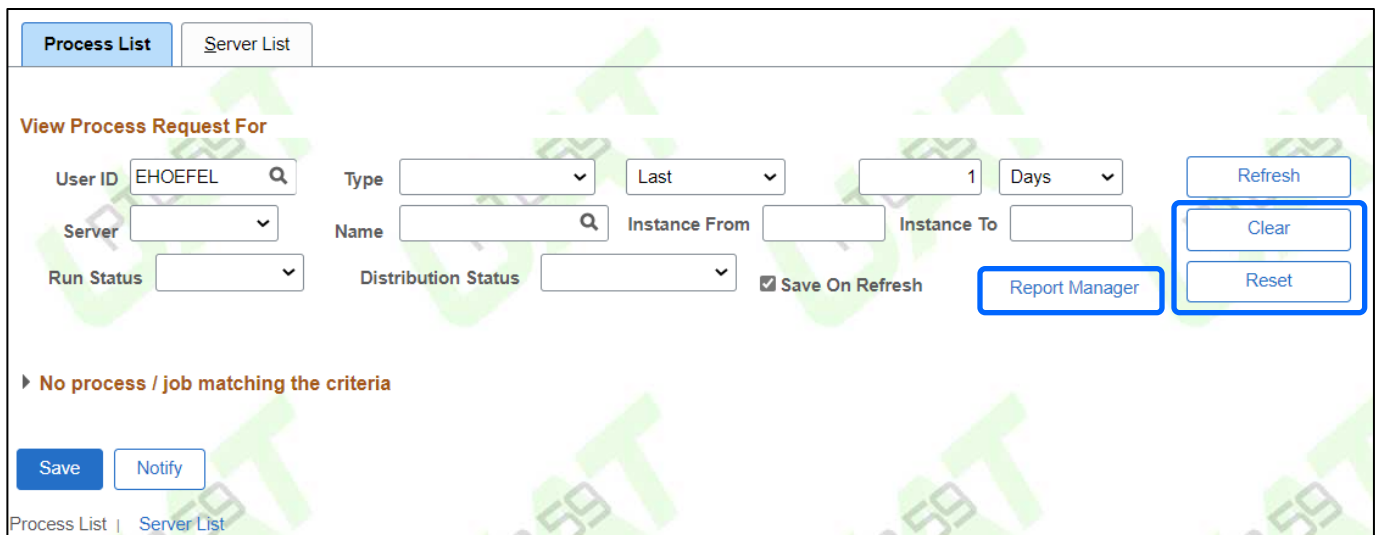 Process List Server List
View Process Request For
User ID EHOEFEL Type Last 1 Days Refresh
Server Name Instance From Instance To Clear
Run Status Distribution Status Save On Refresh Report Manager Reset
No process / job matching the criteria
Save Notify
Process List | Server List
UAT